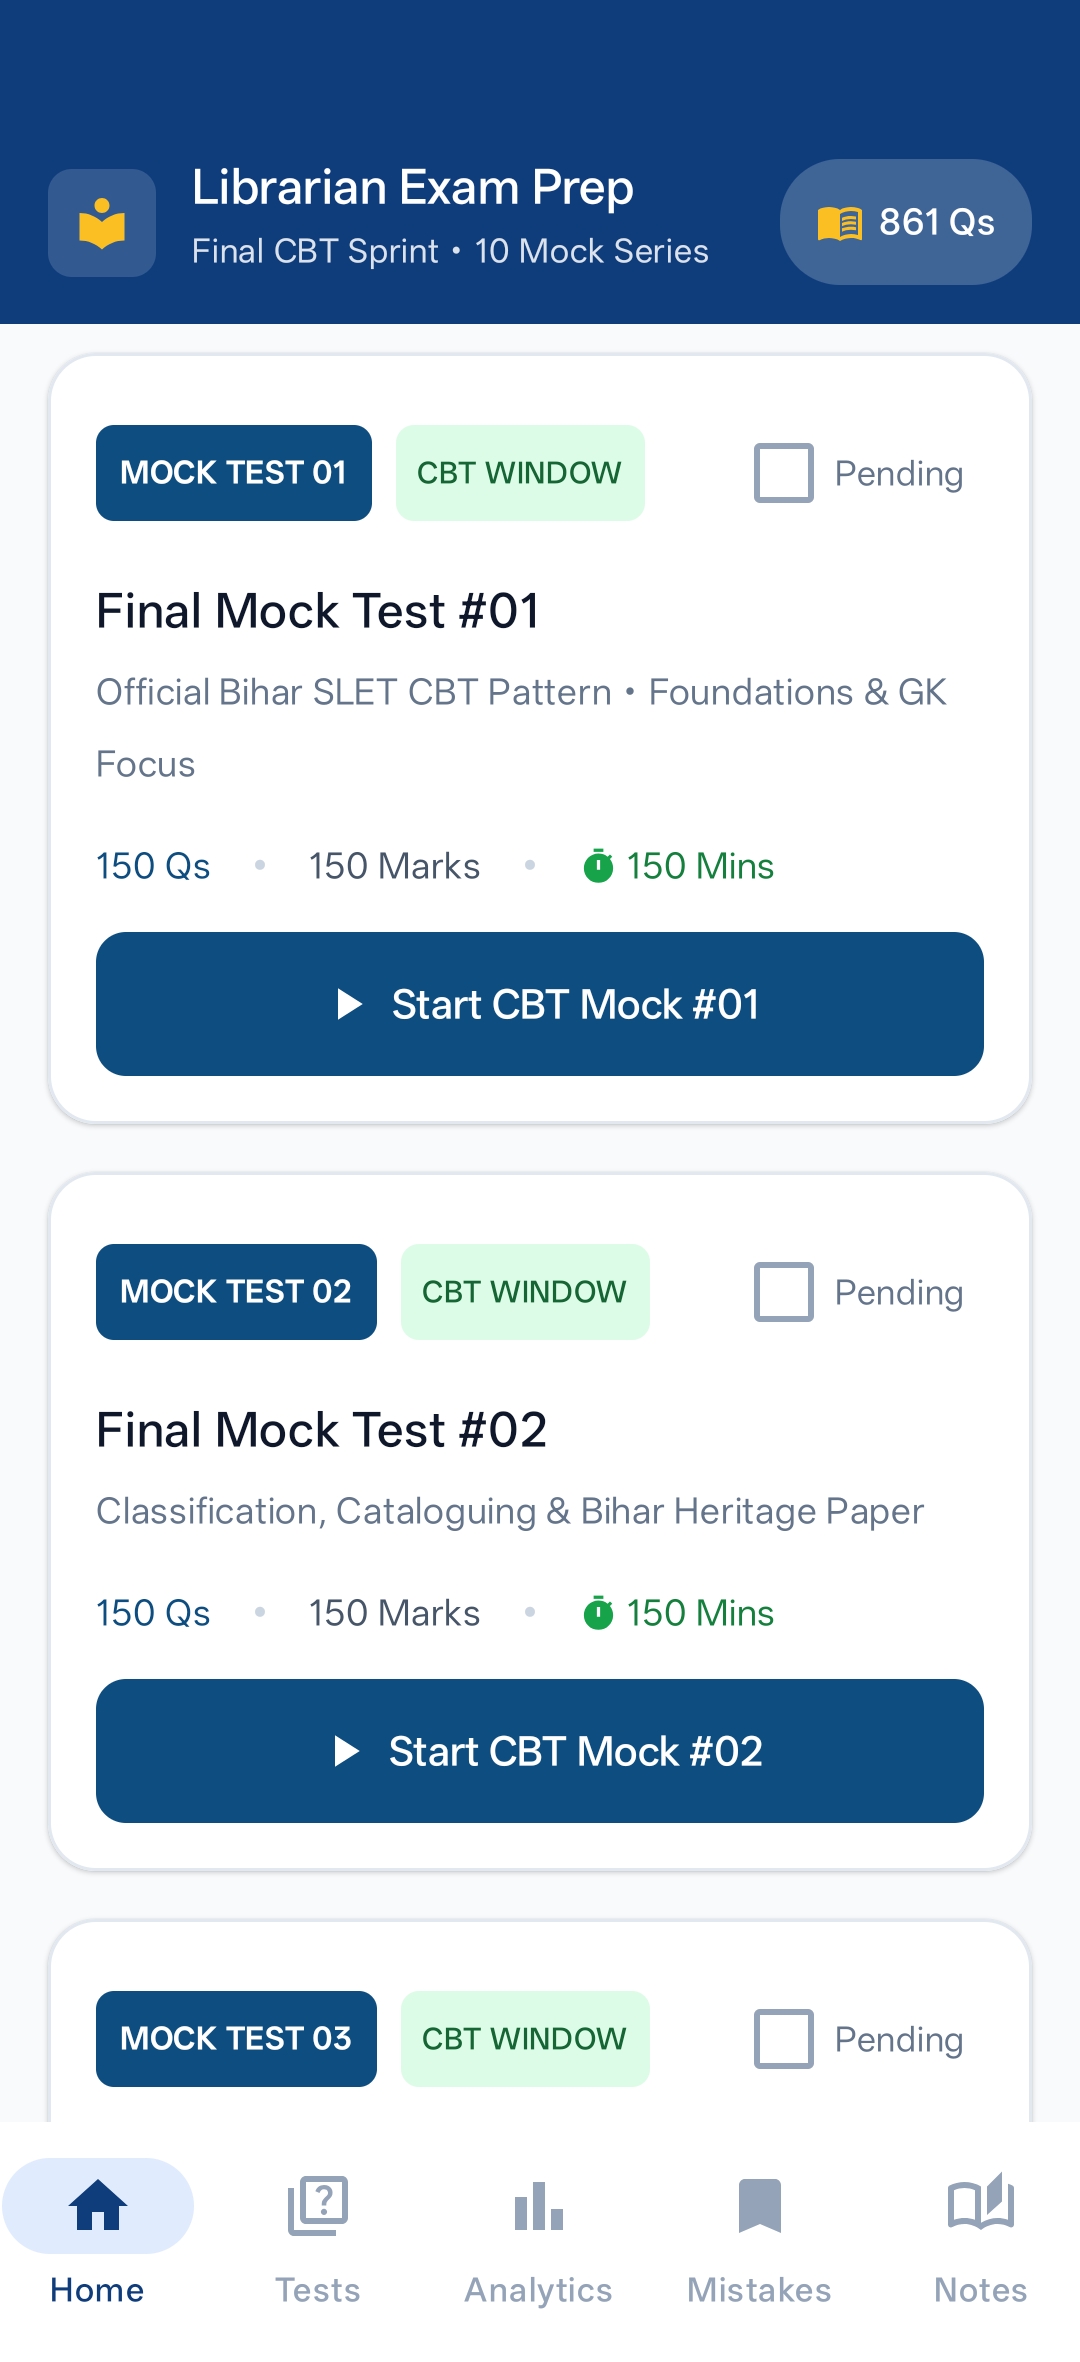 Librarian Exam Prep
Final CBT Sprint • 10 Mock Series
861 Qs
MOCK TEST 01
CBT WINDOW
Pending
Final Mock Test #01
Official Bihar SLET CBT Pattern • Foundations & GK
Focus
150 Qs • 150 Marks • 150 Mins
Start CBT Mock #01
MOCK TEST 02
CBT WINDOW
Pending
Final Mock Test #02
Classification, Cataloguing & Bihar Heritage Paper
150 Qs • 150 Marks • 150 Mins
Start CBT Mock #02
MOCK TEST 03
CBT WINDOW
Pending
Home
Tests
Analytics
Mistakes
Notes